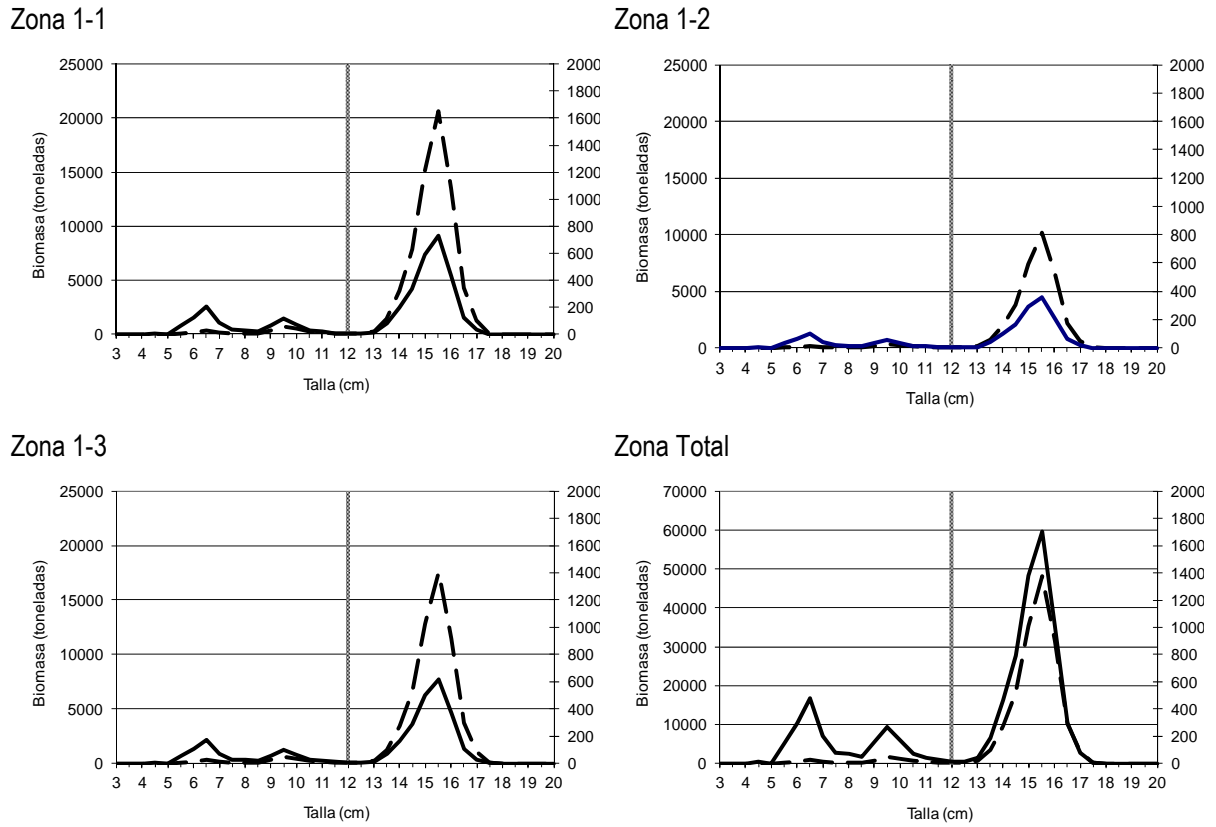 Zona 1-1 Zona 1-2
25000 2000 25000 2000
1800 1800
20000 1600 20000 1600
1400 1400
15000 1200 15000 1200
1000 1000
10000 800 10000 800
600 600
5000 400 5000 400
200 200
0 0 0 0
Biomasa (toneladas) Biomasa (toneladas)
3 4 5 6 7 8 9 10 11 12 13 14 15 16 17 18 19 20 3 4 5 6 7 8 9 10 11 12 13 14 15 16 17 18 19 20
Talla (cm) Talla (cm)
Zona 1-3 Zona Total
25000 2000 70000 2000
1800 60000 1800
20000 1600 1600
1400 50000 1400
15000 1200 1200
1000 40000 1000
10000 800 30000 800
600 20000 600
5000 400 400
200 10000 200
0 0 0 0
Biomasa (toneladas) Biomasa (toneladas)
3 4 5 6 7 8 9 10 11 12 13 14 15 16 17 18 19 20 3 4 5 6 7 8 9 10 11 12 13 14 15 16 17 18 19 20
Talla (cm) Talla (cm)